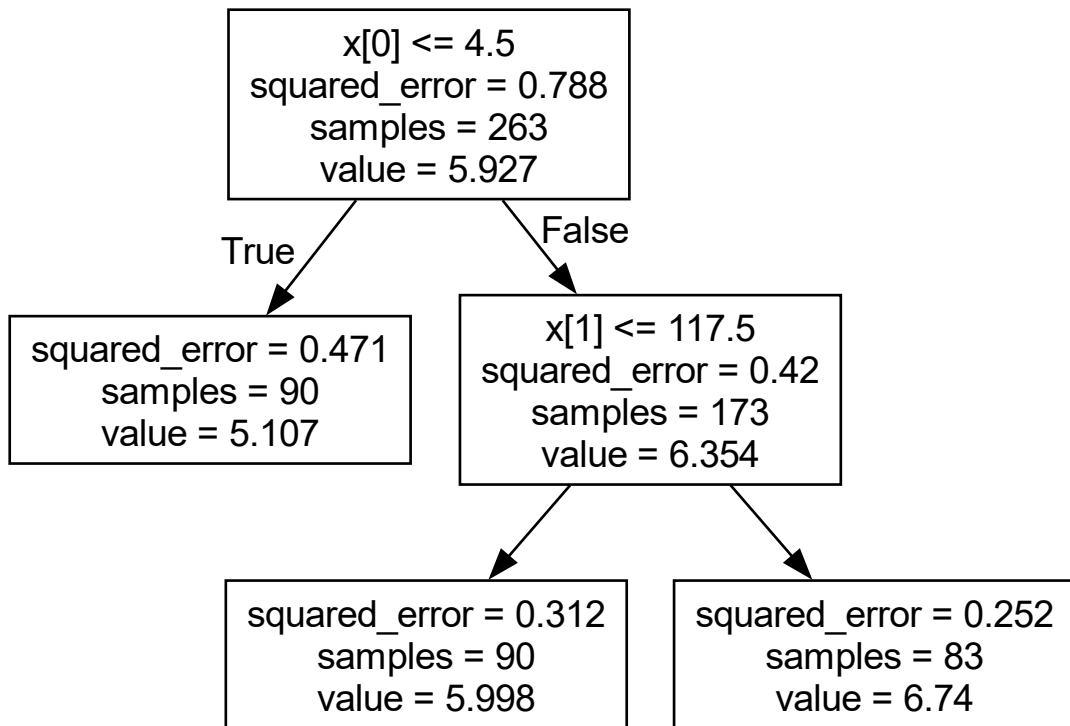 x[0] <= 4.5
squared_error = 0.788
samples = 263
value = 5.927
True
False
squared_error = 0.471
samples = 90
value = 5.107
x[1] <= 117.5
squared_error = 0.42
samples = 173
value = 6.354
squared_error = 0.312
samples = 90
value = 5.998
squared_error = 0.252
samples = 83
value = 6.74